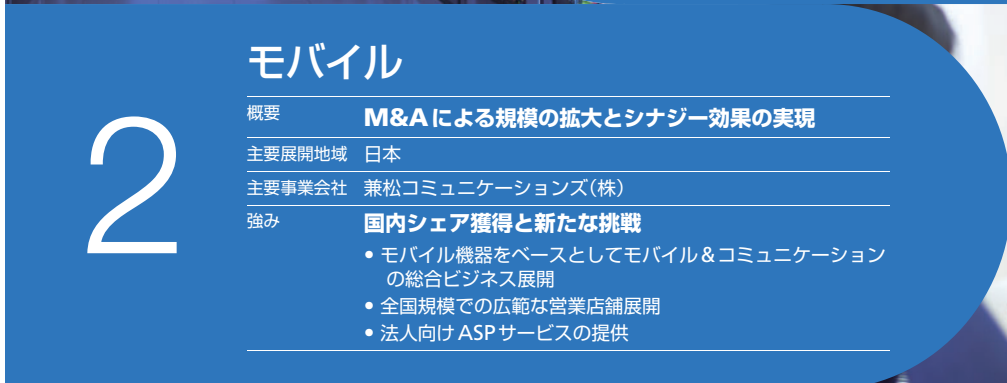 2
モバイル
概要 M&Aによる規模の拡大とシナジー効果の実現
主要展開地域 日本
主要事業会社 兼松コミュニケーションズ(株)
強み 国内シェア獲得と新たな挑戦
• モバイル機器をベースとしてモバイル&コミュニケーション
の総合ビジネス展開
• 全国規模での広範な営業店舗展開
• 法人向けASPサービスの提供